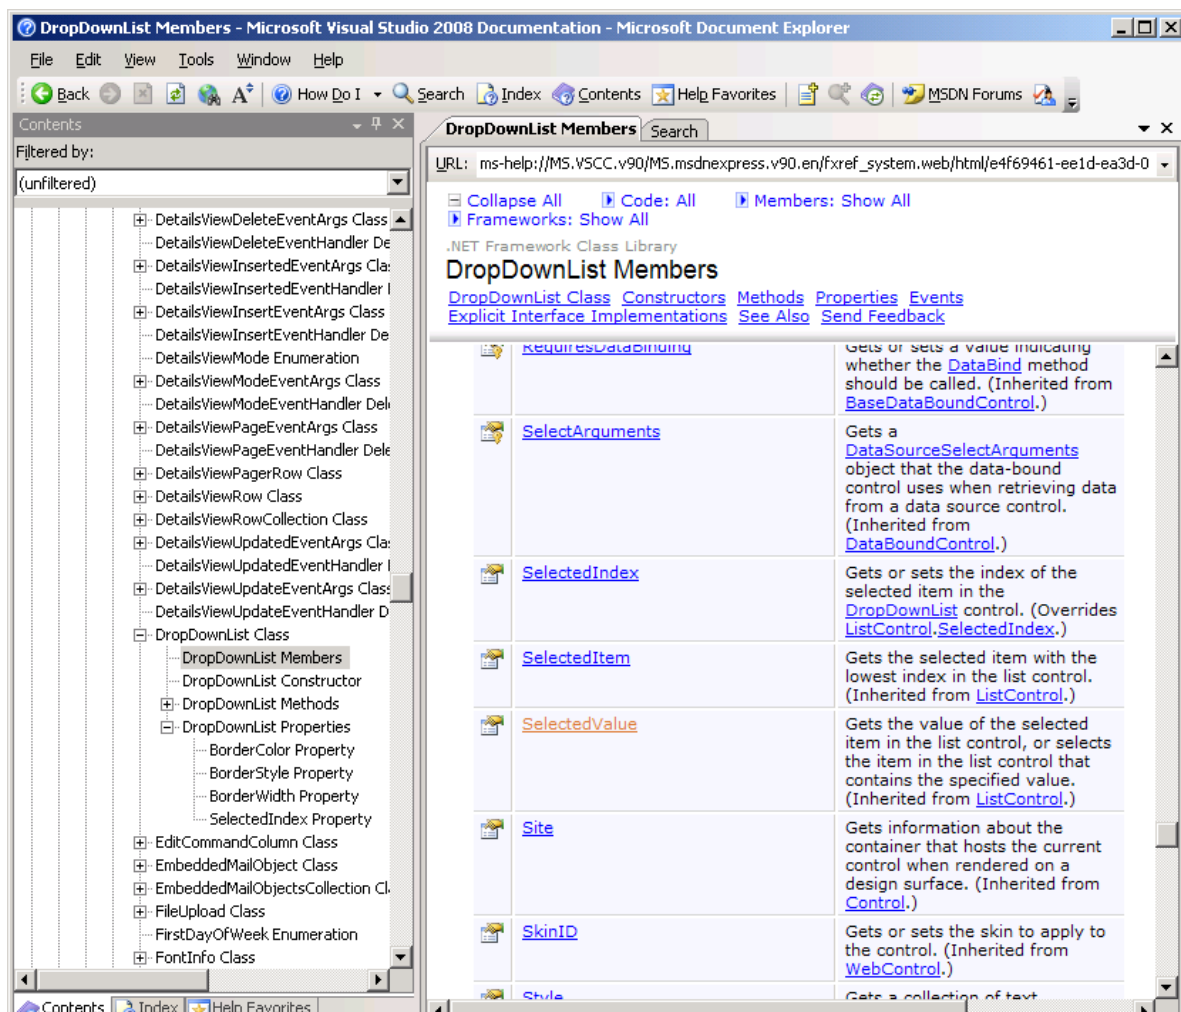 DropDownList Members - Microsoft Visual Studio 2008 Documentation - Microsoft Document Explorer
File Edit View Tools Window Help
Back How Do I Search Index Contents Help Favorites MSDN Forums
Contents
Filtered by:
(unfiltered)
DetailsViewDeleteEventArgs Class
DetailsViewDeleteEventHandler De
DetailsViewInsertedEventArgs Cla
DetailsViewInsertedEventHandler
DetailsViewInsertEventArgs Class
DetailsViewInsertEventHandler De
DetailsViewMode Enumeration
DetailsViewModeEventArgs Class
DetailsViewModeEventHandler Del
DetailsViewPageEventArgs Class
DetailsViewPageEventHandler Dele
DetailsViewPagerRow Class
DetailsViewRow Class
DetailsViewRowCollection Class
DetailsViewUpdatedEventArgs Cla
DetailsViewUpdatedEventHandler
DetailsViewUpdateEventArgs Class
DetailsViewUpdateEventHandler D
DropDownList Class
DropDownList Members
DropDownList Constructor
DropDownList Methods
DropDownList Properties
BorderColor Property
BorderStyle Property
BorderWidth Property
SelectedIndex Property
EditCommandColumn Class
EmbeddedMailObject Class
EmbeddedMailObjectsCollection Cl
FileUpload Class
FirstDayOfWeek Enumeration
FontInfo Class
Contents Index Help Favorites
DropDownList Members Search
URL: ms-help://MS.VSCC.v90/MS.msdnexpress.v90.en/fxref_system.web/html/e4f69461-ee1d-ea3d-0
Collapse All Code: All Members: Show All
Frameworks: Show All
.NET Framework Class Library
DropDownList Members
DropDownList Class Constructors Methods Properties Events
Explicit Interface Implementations See Also Send Feedback
RequiresDataBinding Gets or sets a value indicating
whether the DataBind method
should be called. (Inherited from
BaseDataBoundControl.)
SelectArguments Gets a
DataSourceSelectArguments
object that the data-bound
control uses when retrieving data
from a data source control.
(Inherited from
DataBoundControl.)
SelectedIndex Gets or sets the index of the
selected item in the
DropDownList control. (Overrides
ListControl.SelectedIndex.)
SelectedItem Gets the selected item with the
lowest index in the list control.
(Inherited from ListControl.)
SelectedValue Gets the value of the selected
item in the list control, or selects
the item in the list control that
contains the specified value.
(Inherited from ListControl.)
Site Gets information about the
container that hosts the current
control when rendered on a
design surface. (Inherited from
Control.)
SkinID Gets or sets the skin to apply to
the control. (Inherited from
WebControl.)
Style Gets a collection of text